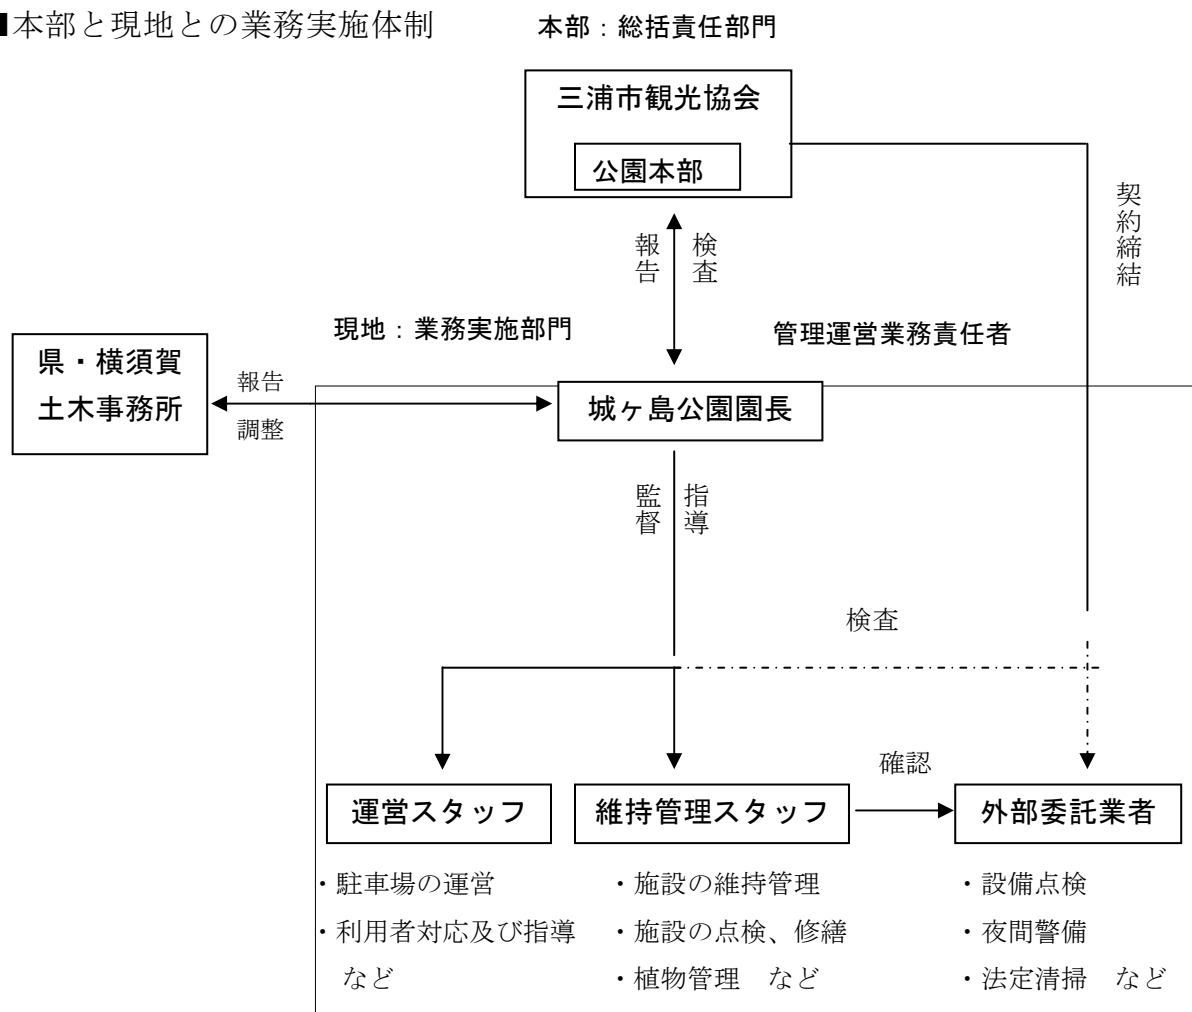 ■本部と現地との業務実施体制
本部：総括責任部門
三浦市観光協会
公園本部
契約締結
報告
検査
現地：業務実施部門
管理運営業務責任者
県・横須賀
土木事務所
報告
調整
城ヶ島公園園長
監督
指導
検査
確認
運営スタッフ
維持管理スタッフ
外部委託業者
・駐車場の運営
・利用者対応及び指導
など
・施設の維持管理
・施設の点検、修繕
・植物管理　など
・設備点検
・夜間警備
・法定清掃　など